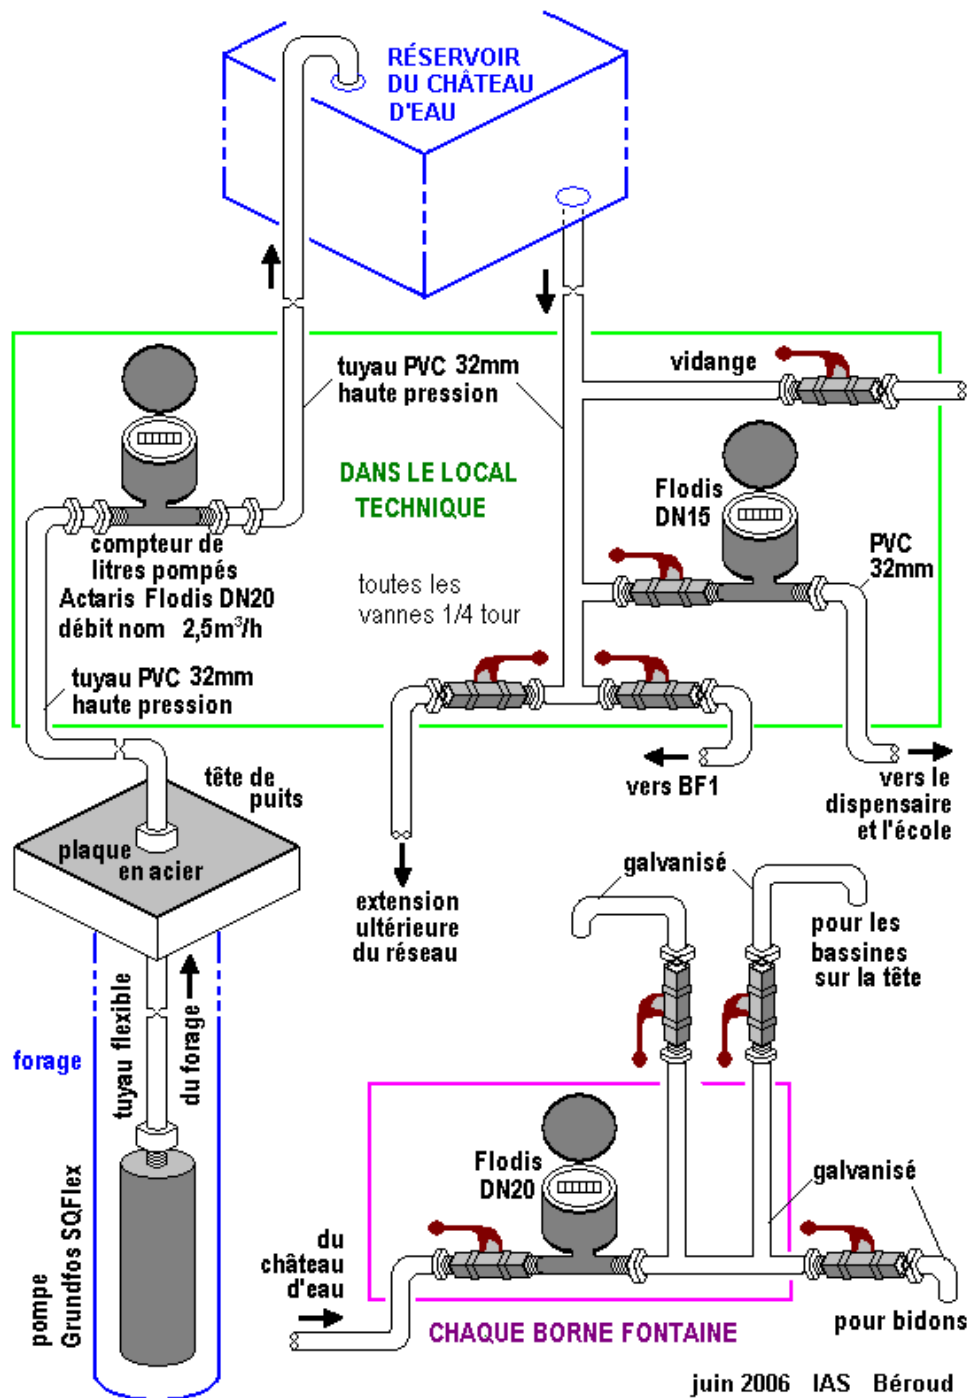 RÉSERVOIR
DU CHÂTEAU
D'EAU
tuyau PVC 32mm
haute pression
vidange
DANS LE LOCAL
TECHNIQUE
Flodis
DN15
compteur de
litres pompés
Actaris Flodis DN20
débit nom 2,5m³/h
toutes les
vannes 1/4 tour
PVC
32mm
tuyau PVC 32mm
haute pression
tête de
puits
vers BF1
vers le
dispensaire
et l'école
plaque
en acier
extension
ultérieure
du réseau
galvanisé
pour les
bassines
sur la tête
forage
tuyau flexible
du forage
pompe
Grundfos SQFlex
Flodis
DN20
galvanisé
du
château
d'eau
pour bidons
CHAQUE BORNE FONTAINE
juin 2006 IAS Béroud